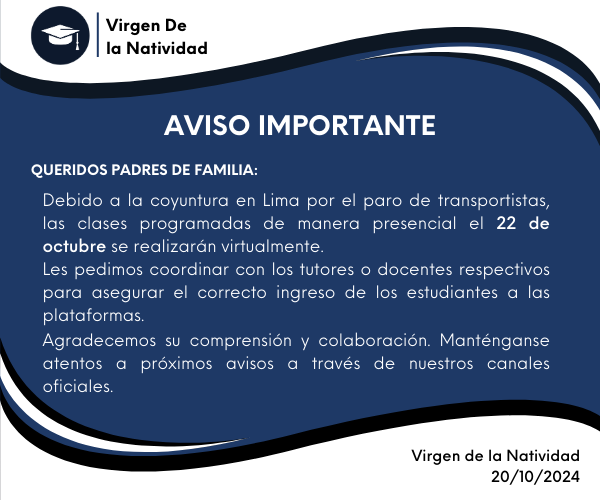 Virgen De
la Natividad
AVISO IMPORTANTE
QUERIDOS PADRES DE FAMILIA:
Debido a la coyuntura en Lima por el paro de transportistas,
las clases programadas de manera presencial el 22 de
octubre se realizarán virtualmente.
Les pedimos coordinar con los tutores o docentes respectivos
para asegurar el correcto ingreso de los estudiantes a las
plataformas.
Agradecemos su comprensión y colaboración. Manténganse
atentos a próximos avisos a través de nuestros canales
oficiales.
Virgen de la Natividad
20/10/2024